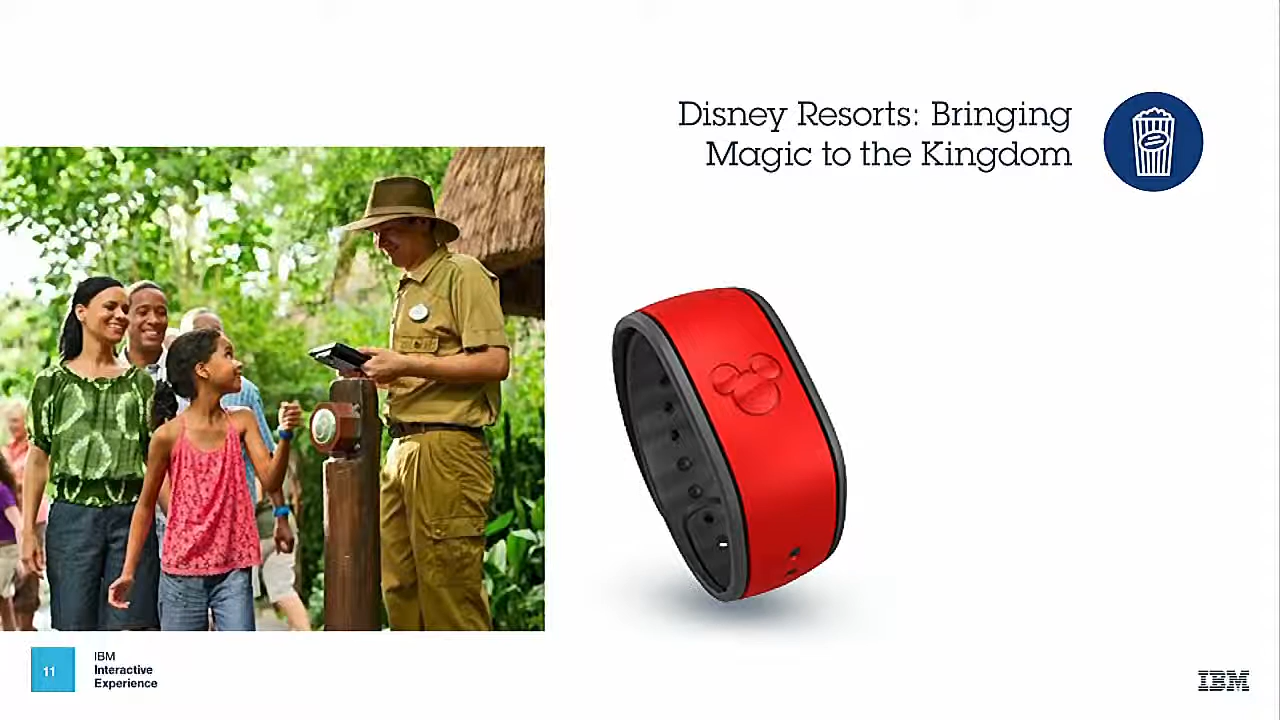 Disney Resorts: Bringing
Magic to the Kingdom
11
IBM
Interactive
Experience
IBM